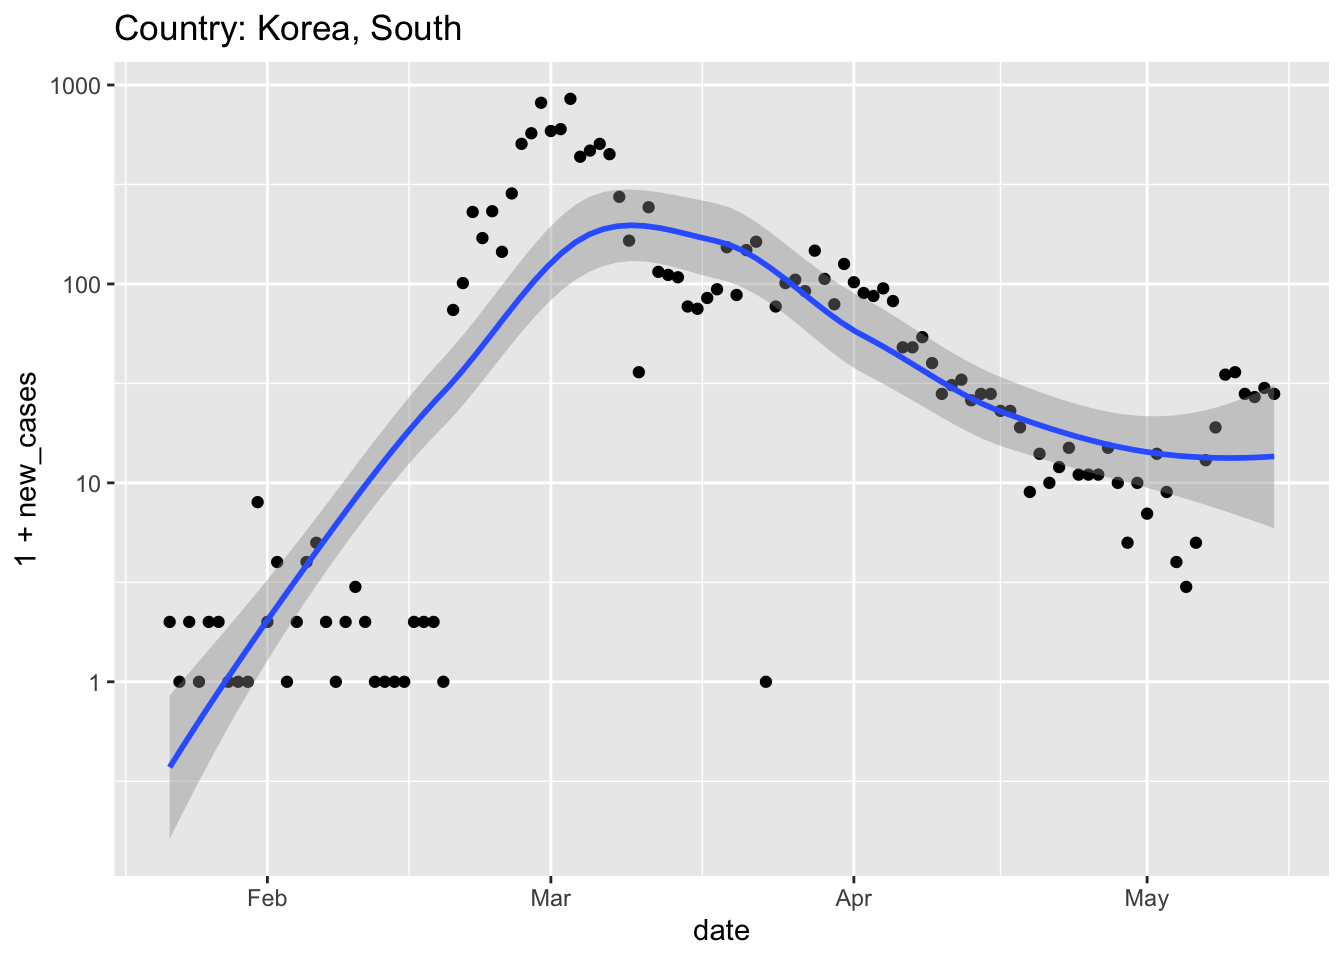 Country: Korea, South
1000
100
10
1
1 + new_cases
Feb Mar Apr May
date